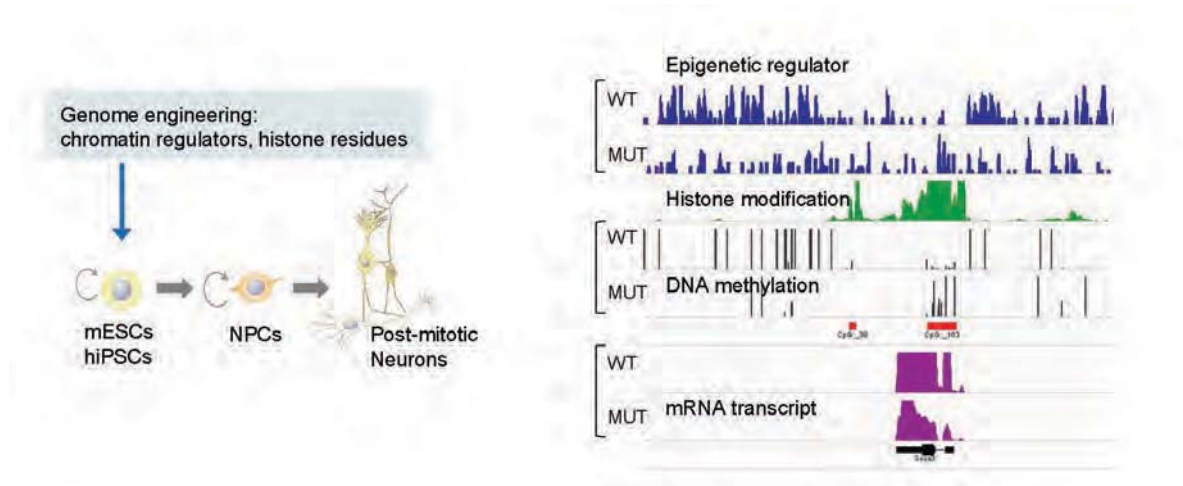 Genome engineering:
chromatin regulators, histone residues
mESCs
hiPSCs
NPCs
Post-mitotic
Neurons
Epigenetic regulator
WT
MUT
Histone modification
WT
MUT
DNA methylation
WT
MUT
mRNA transcript